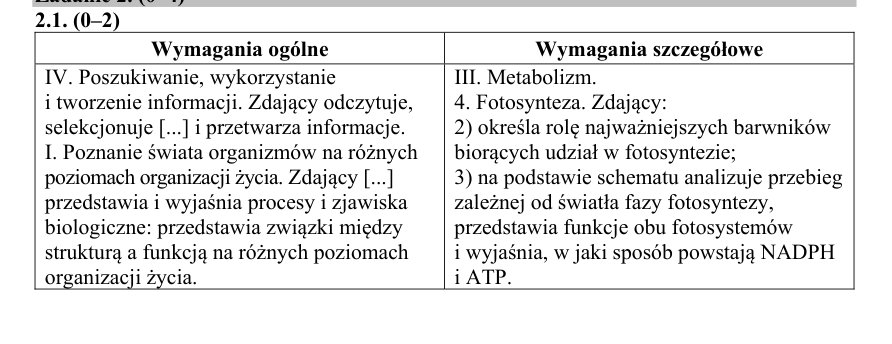 Zadanie 2. (0–4)
2.1. (0–2)
Wymagania ogólne
IV. Poszukiwanie, wykorzystanie
i tworzenie informacji. Zdający odczytuje,
selekcjonuje [...] i przetwarza informacje.
I. Poznanie świata organizmów na różnych
poziomach organizacji życia. Zdający [...]
przedstawia i wyjaśnia procesy i zjawiska
biologiczne: przedstawia związki między
strukturą a funkcją na różnych poziomach
organizacji życia.
Wymagania szczegółowe
III. Metabolizm.
4. Fotosynteza. Zdający:
2) określa rolę najważniejszych barwników
biorących udział w fotosyntezie;
3) na podstawie schematu analizuje przebieg
zależnej od światła fazy fotosyntezy,
przedstawia funkcje obu fotosystemów
i wyjaśnia, w jaki sposób powstają NADPH
i ATP.